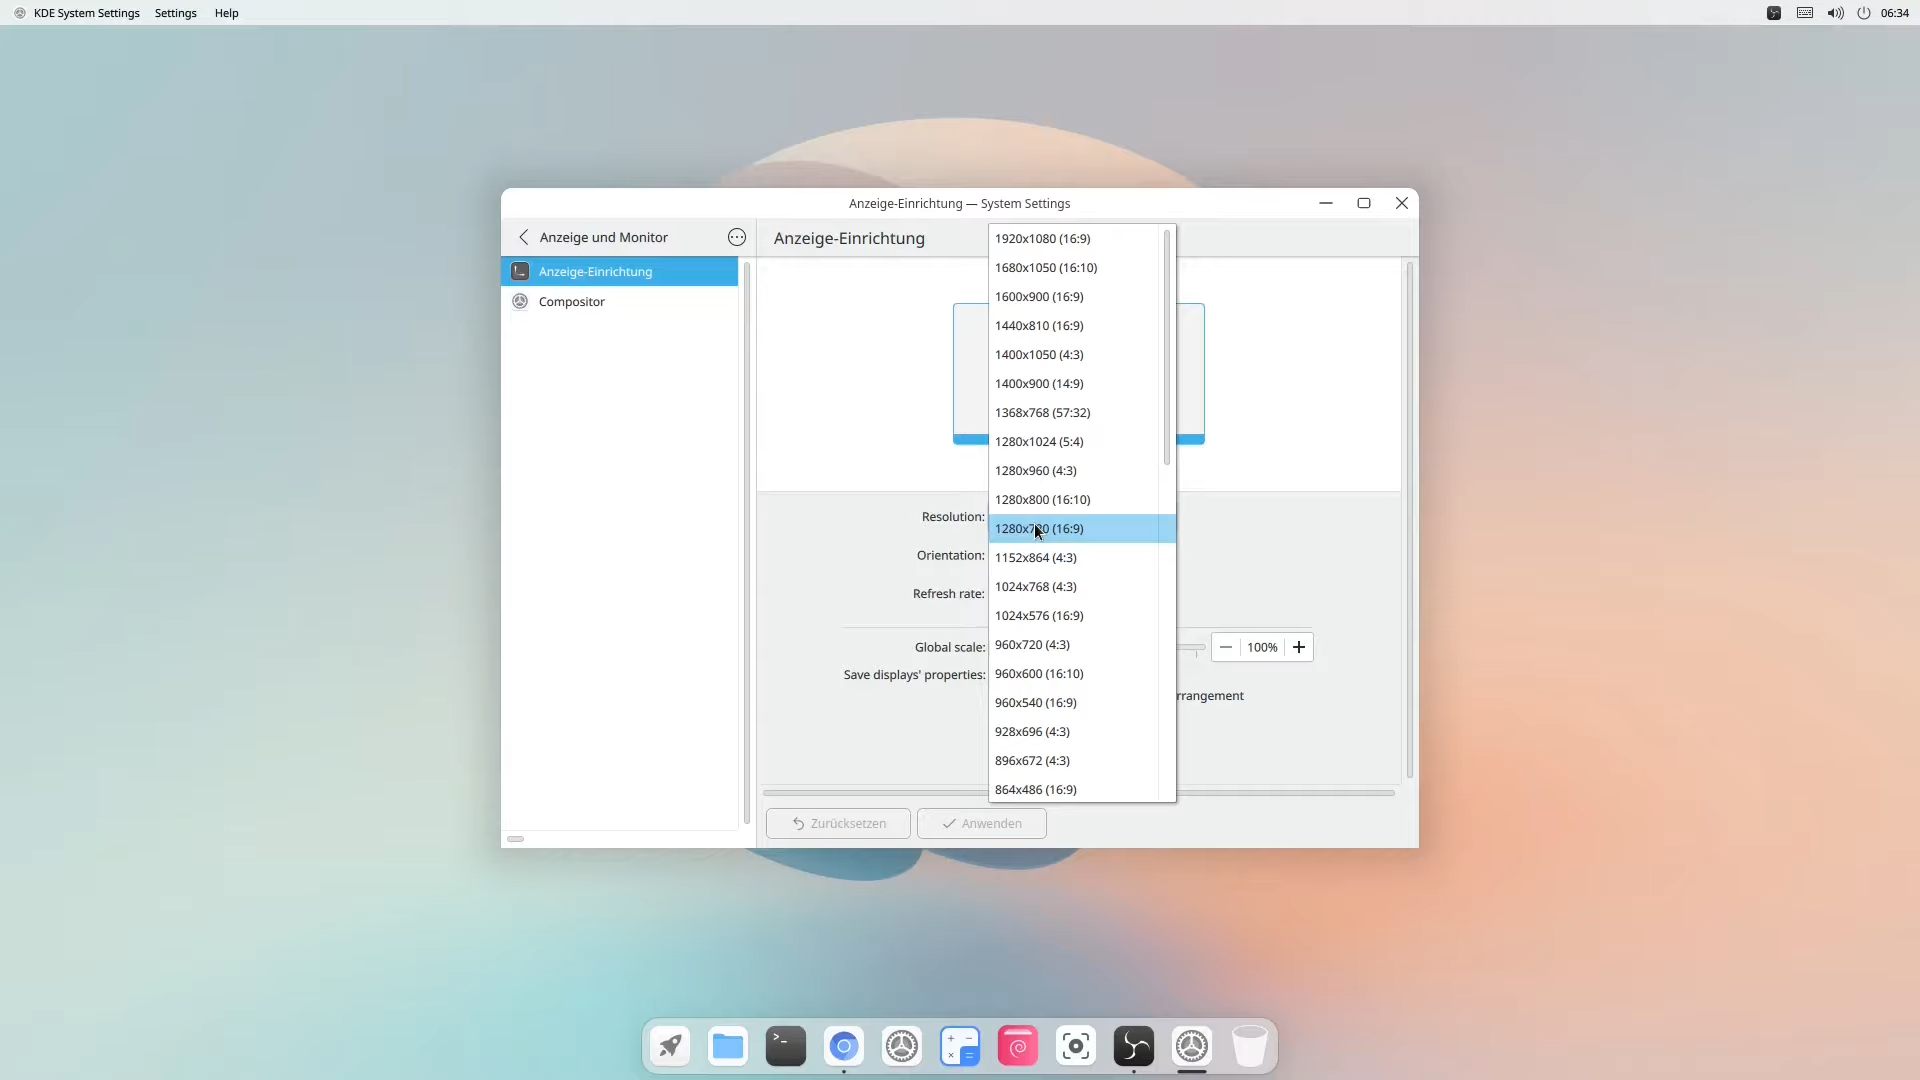 KDE System Settings Settings Help 06:34
Anzeige-Einrichtung — System Settings
Anzeige und Monitor
Anzeige-Einrichtung
Compositor
Anzeige-Einrichtung
1920x1080 (16:9)
1680x1050 (16:10)
1600x900 (16:9)
1440x810 (16:9)
1400x1050 (4:3)
1400x900 (14:9)
1368x768 (57:32)
1280x1024 (5:4)
1280x960 (4:3)
1280x800 (16:10)
1280x720 (16:9)
1152x864 (4:3)
1024x768 (4:3)
1024x576 (16:9)
960x720 (4:3)
960x600 (16:10)
960x540 (16:9)
928x696 (4:3)
896x672 (4:3)
864x486 (16:9)
Resolution:
Orientation:
Refresh rate:
Global scale: 100%
Save displays' properties:
rrangement
Zurücksetzen Anwenden